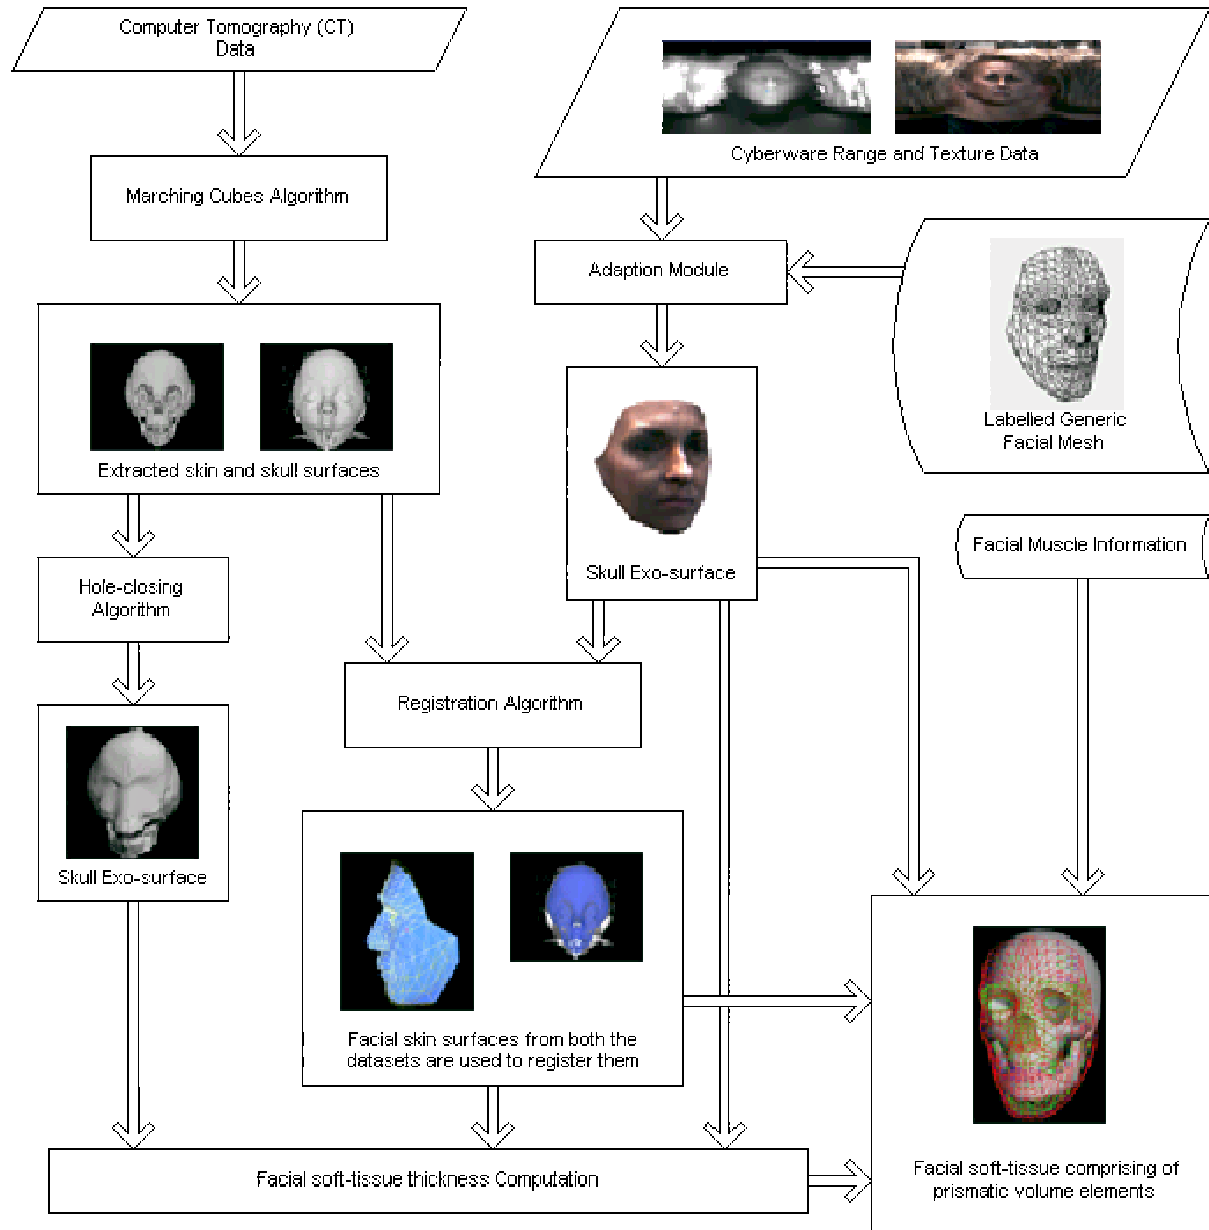 Computer Tomography (CT)
Data
Cyberware Range and Texture Data
Marching Cubes Algorithm
Adaption Module
Labelled Generic
Facial Mesh
Extracted skin and skull surfaces
Facial Muscle Information
Skull Exo-surface
Hole-closing
Algorithm
Registration Algorithm
Skull Exo-surface
Facial skin surfaces from both the
datasets are used to register them
Facial soft-tissue thickness Computation
Facial soft-tissue comprising of
prismatic volume elements